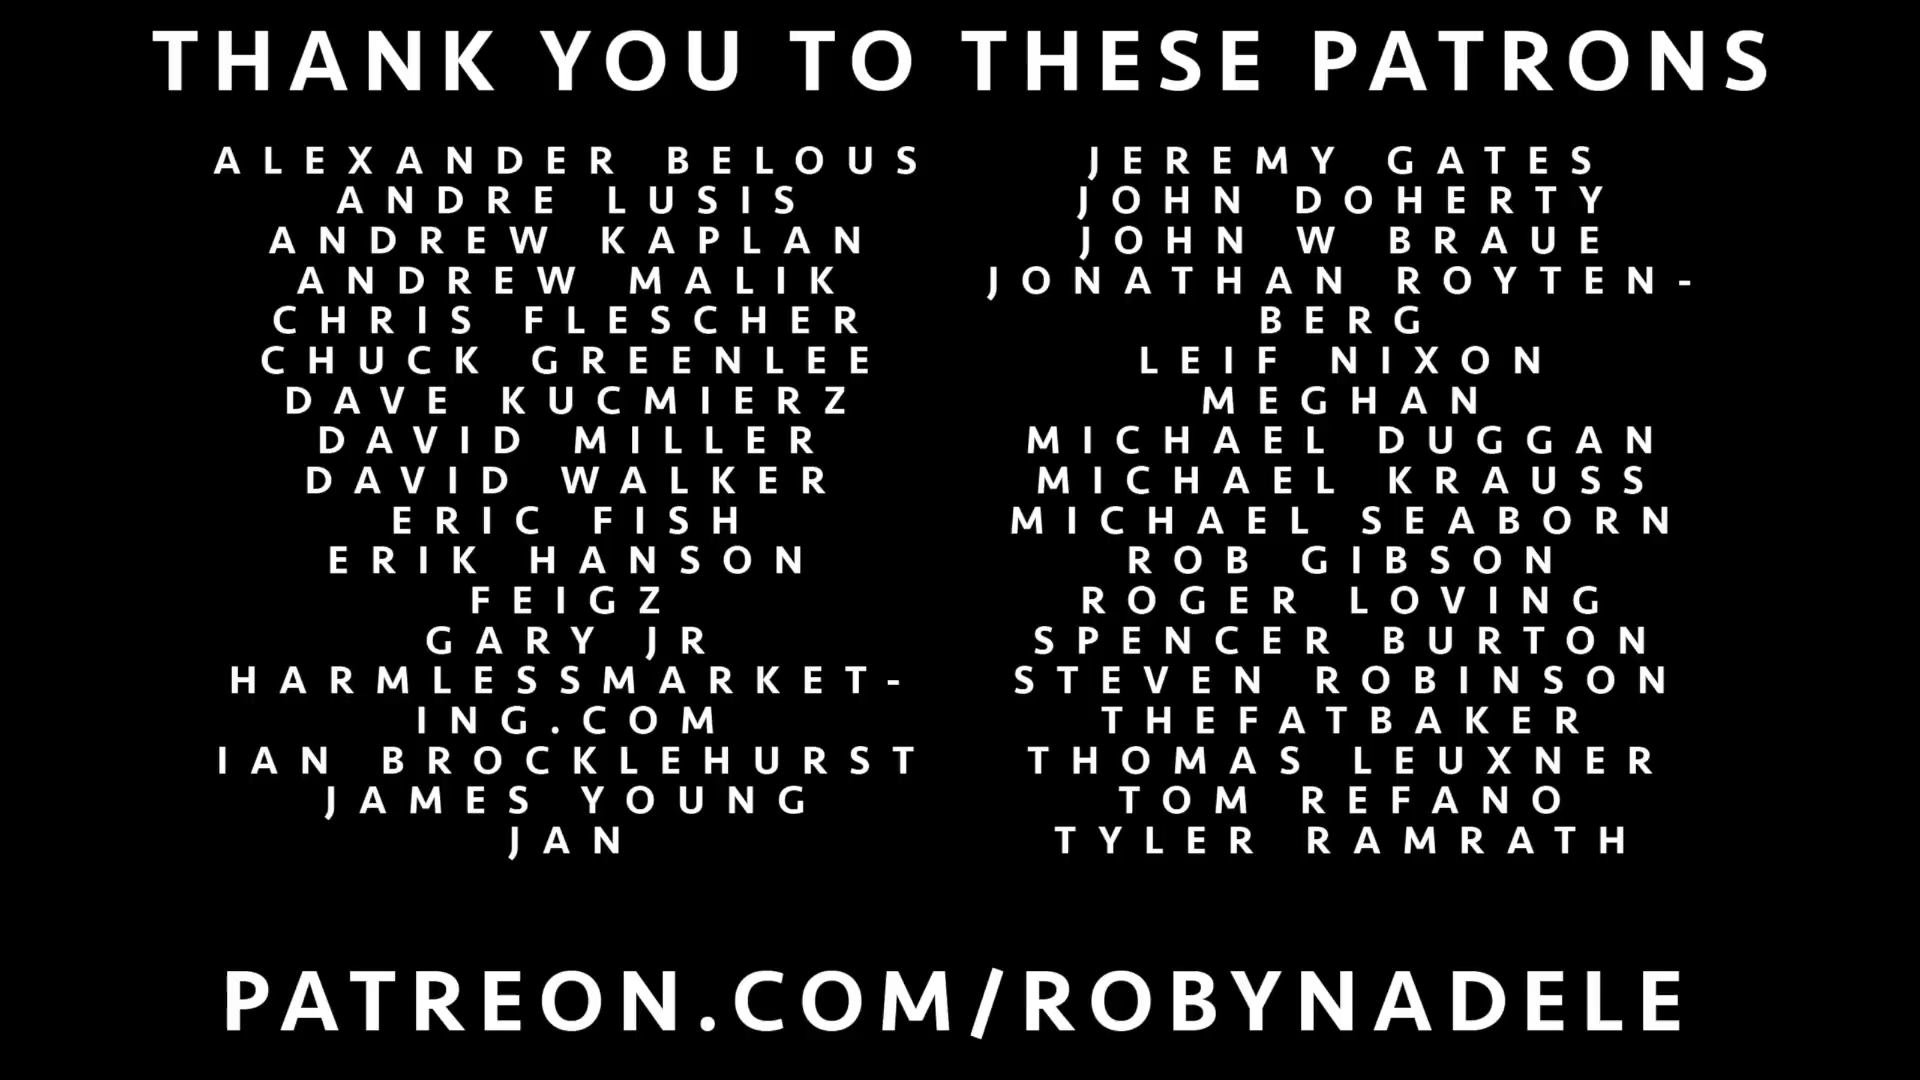 THANK YOU TO THESE PATRONS
ALEXANDER BELOUS
ANDRE LUSIS
ANDREW KAPLAN
ANDREW MALIK
CHRIS FLESCHER
CHUCK GREENLEE
DAVE KUCMIERZ
DAVID MILLER
DAVID WALKER
ERIC FISH
ERIK HANSON
FEIGZ
GARY JR
HARMLESSMARKET-
ING.COM
IAN BROCKLEHURST
JAMES YOUNG
JAN
JEREMY GATES
JOHN DOHERTY
JOHN W BRAUE
JONATHAN ROYTEN-
BERG
LEIF NIXON
MEGHAN
MICHAEL DUGGAN
MICHAEL KRAUSS
MICHAEL SEABORN
ROB GIBSON
ROGER LOVING
SPENCER BURTON
STEVEN ROBINSON
THEFATBAKER
THOMAS LEUXNER
TOM REFANO
TYLER RAMRATH
PATREON.COM/ROBYNADELE